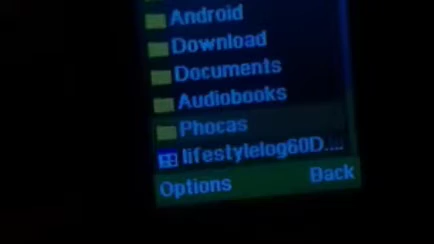 Android
Download
Documents
Audiobooks
Phocas
lifestylelog60D....
Options Back